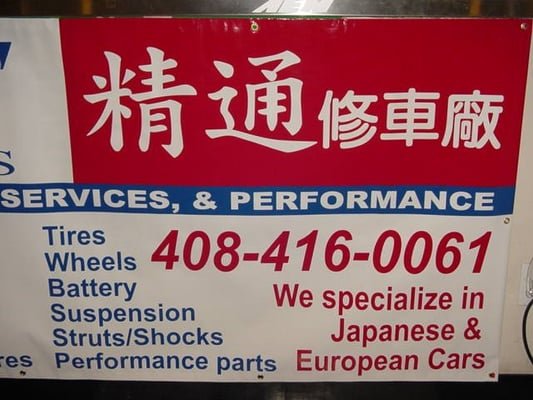 精通修車廠
SERVICES, & PERFORMANCE
Tires
Wheels
Battery
Suspension
Struts/Shocks
Performance parts
408-416-0061
We specialize in
Japanese &
European Cars